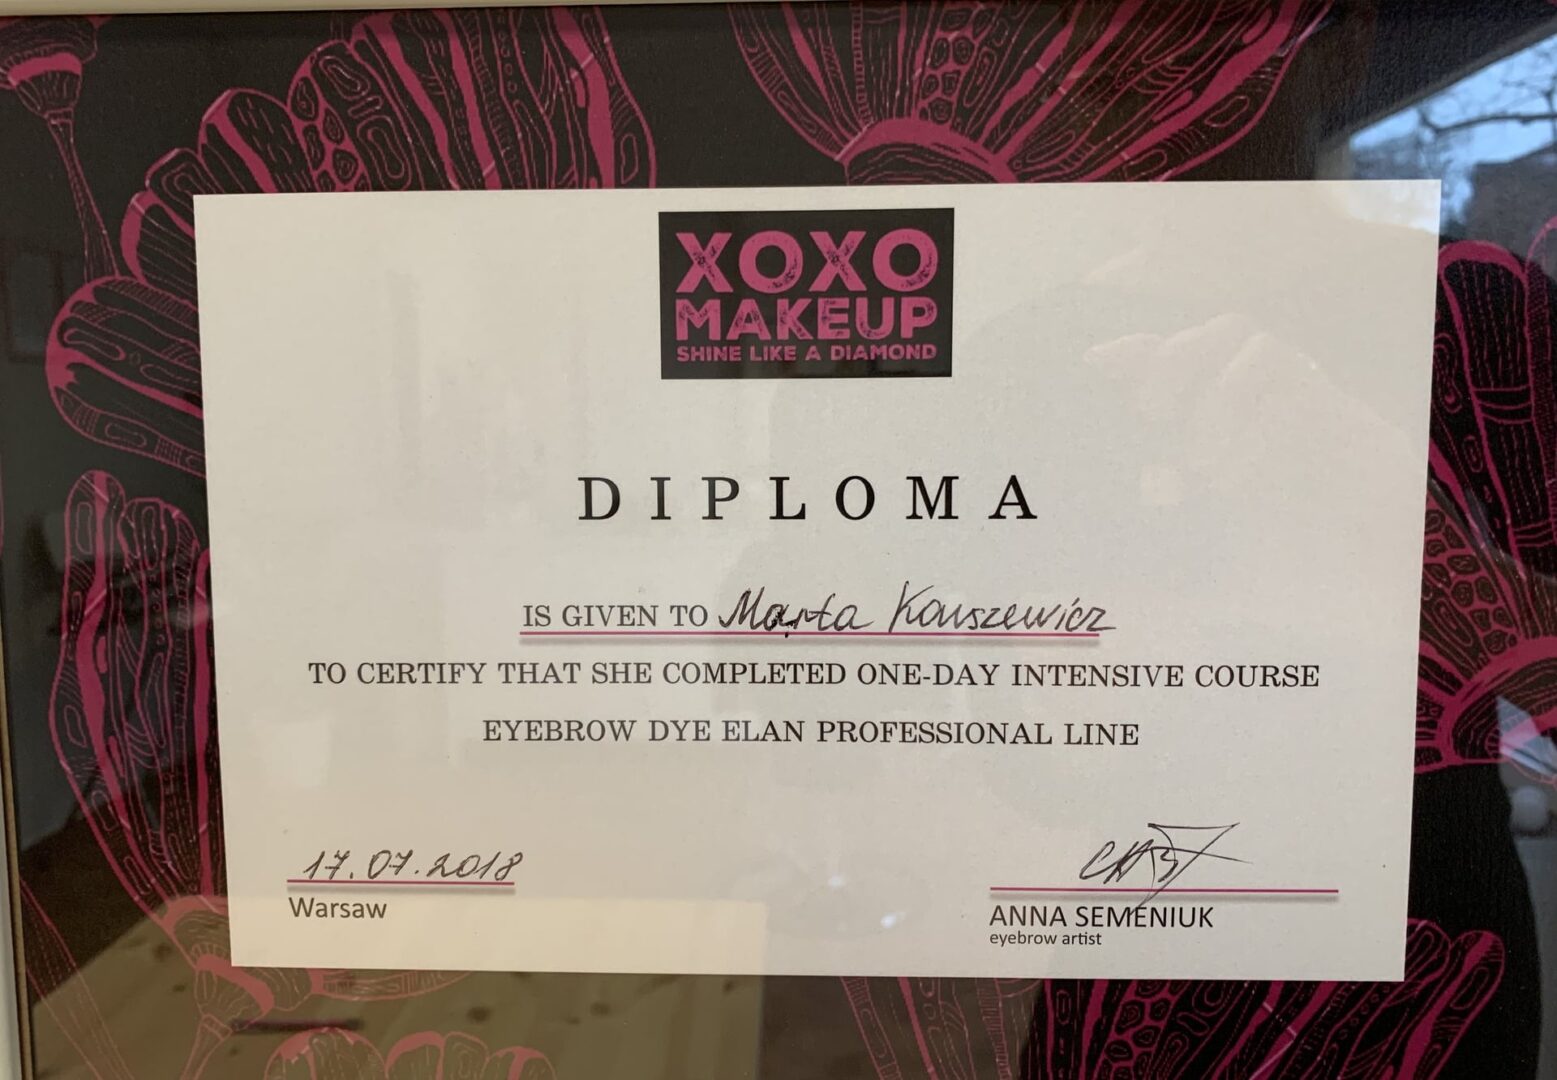 XOXO
MAKEUP
SHINE LIKE A DIAMOND
DIPLOMA
IS GIVEN TO Marta
TO CERTIFY THAT SHE COMPLETED ONE-DAY INTENSIVE COURSE
EYEBROW DYE ELAN PROFESSIONAL LINE
17.07.2018
Warsaw
ANNA SEMENIUK
eyebrow artist